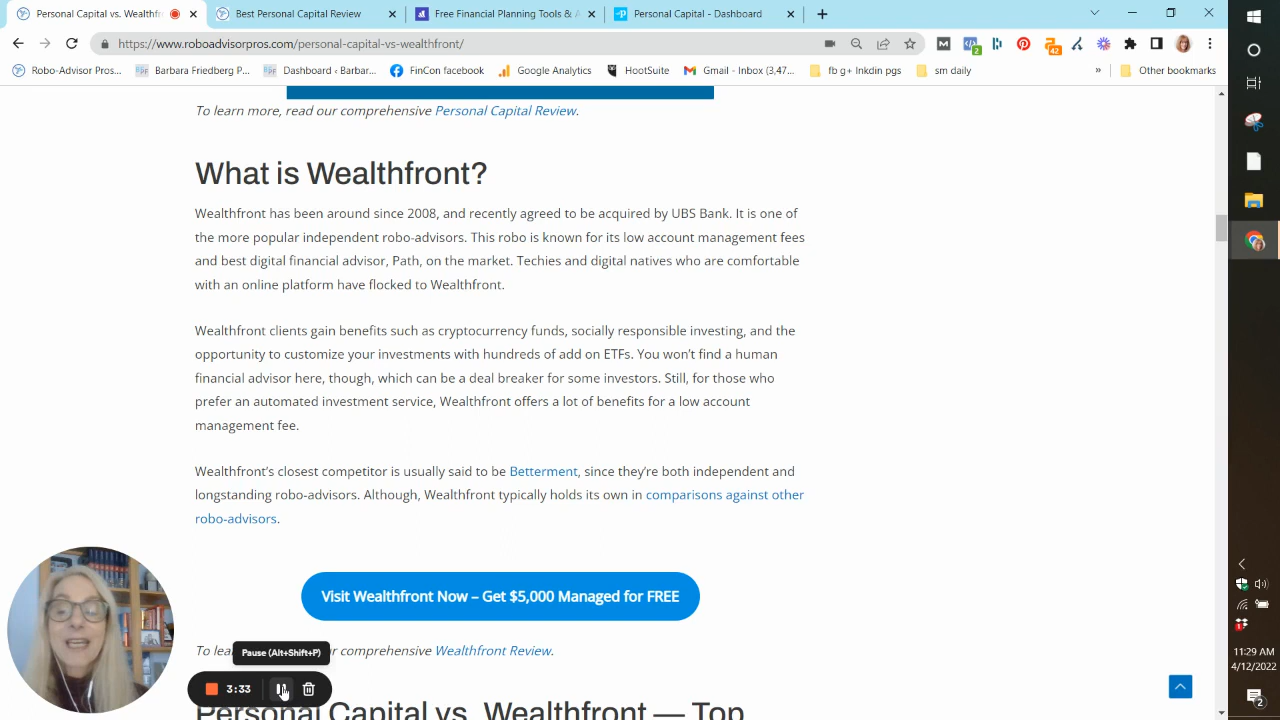 Personal Capital vs. Wealthfr
Best Personal Capital Review
Free Financial Planning Tools & A
Personal Capital - Dashboard
https://www.roboadvisorpros.com/personal-capital-vs-wealthfront/
2
42
Robo-Advisor Pros...
Barbara Friedberg P...
Dashboard ‹ Barbar...
FinCon facebook
Google Analytics
HootSuite
Gmail - Inbox (3,47...
fb g+ lnkdin pgs
sm daily
»
Other bookmarks
To learn more, read our comprehensive Personal Capital Review.
What is Wealthfront?
Wealthfront has been around since 2008, and recently agreed to be acquired by UBS Bank. It is one of
the more popular independent robo-advisors. This robo is known for its low account management fees
and best digital financial advisor, Path, on the market. Techies and digital natives who are comfortable
with an online platform have flocked to Wealthfront.
Wealthfront clients gain benefits such as cryptocurrency funds, socially responsible investing, and the
opportunity to customize your investments with hundreds of add on ETFs. You won't find a human
financial advisor here, though, which can be a deal breaker for some investors. Still, for those who
prefer an automated investment service, Wealthfront offers a lot of benefits for a low account
management fee.
Wealthfront's closest competitor is usually said to be Betterment, since they're both independent and
longstanding robo-advisors. Although, Wealthfront typically holds its own in comparisons against other
robo-advisors.
Visit Wealthfront Now – Get $5,000 Managed for FREE
Pause (Alt+Shift+P)
To lea r comprehensive Wealthfront Review.
3:33
Personal Capital vs. Wealthfront — Top
11:29 AM
4/12/2022
2